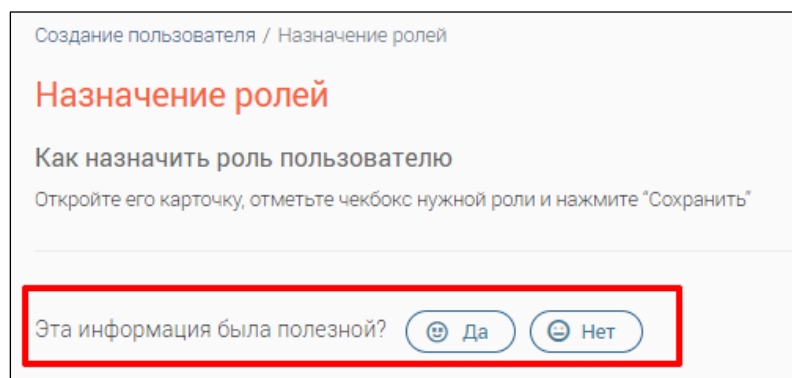 Создание пользователя / Назначение ролей
Назначение ролей
Как назначить роль пользователю
Откройте его карточку, отметьте чекбокс нужной роли и нажмите “Сохранить”
Эта информация была полезной? Да Нет